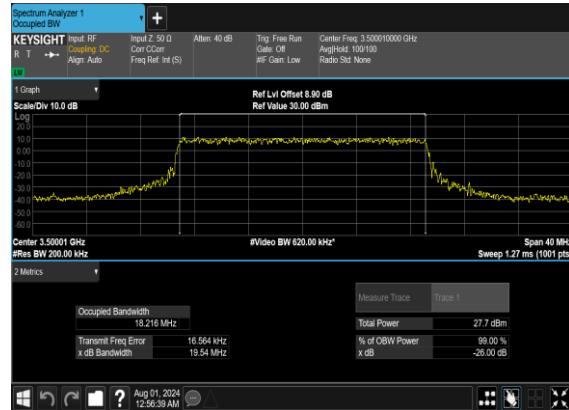 Spectrum Analyzer 1
Occupied BW
+
KEYSIGHT Input: RF Input Z: 50 Ω Atten: 40 dB Trig: Free Run Center Freq: 3.500010000 GHz
R T Coupling: DC Corr CCorr Gate: Off Avg|Hold: 100/100
Align: Auto Freq Ref: Int (S) #IF Gain: Low Radio Std: None
1 Graph Ref Lvl Offset 8.90 dB
Scale/Div 10.0 dB Ref Value 30.00 dBm
Log
20.0
10.0
0.00
-10.0
-20.0
-30.0
-40.0
-50.0
-60.0
Center 3.50001 GHz #Video BW 620.00 kHz* Span 40 MHz
#Res BW 200.00 kHz Sweep 1.27 ms (1001 pts
2 Metrics
Measure Trace Trace 1
Occupied Bandwidth
18.216 MHz Total Power 27.7 dBm
Transmit Freq Error 16.564 kHz % of OBW Power 99.00 %
x dB Bandwidth 19.54 MHz x dB -26.00 dB
? Aug 01, 2024
12:56:39 AM